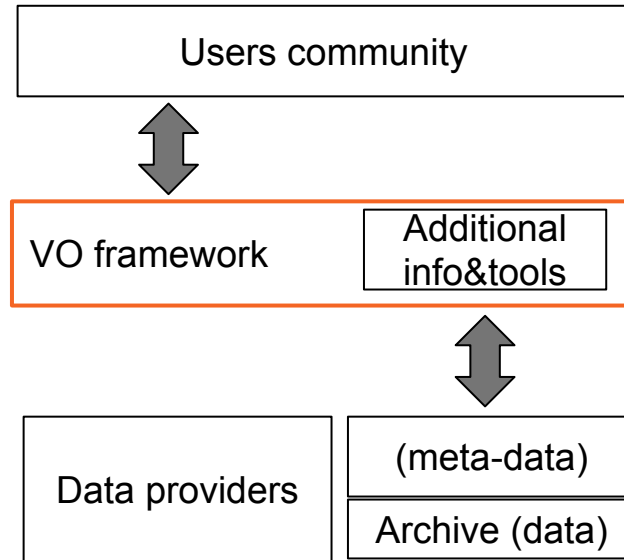 Users community
VO framework
Additional
info&tools
Data providers
(meta-data)
Archive (data)